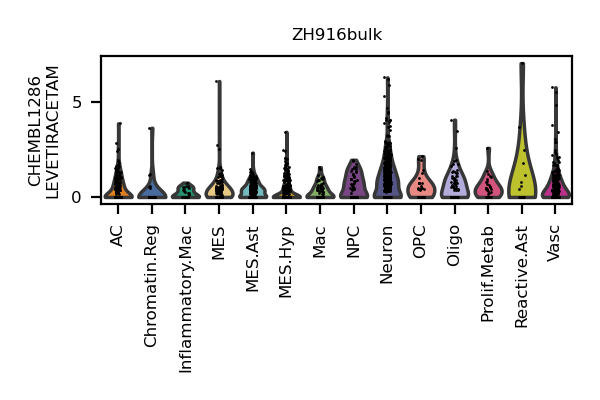 ZH916bulk
CHEMBL1286
LEVETIRACETAM
5
0
AC
Chromatin.Reg
Inflammatory.Mac
MES
MES.Ast
MES.Hyp
Mac
NPC
Neuron
OPC
Oligo
Prolif.Metab
Reactive.Ast
Vasc